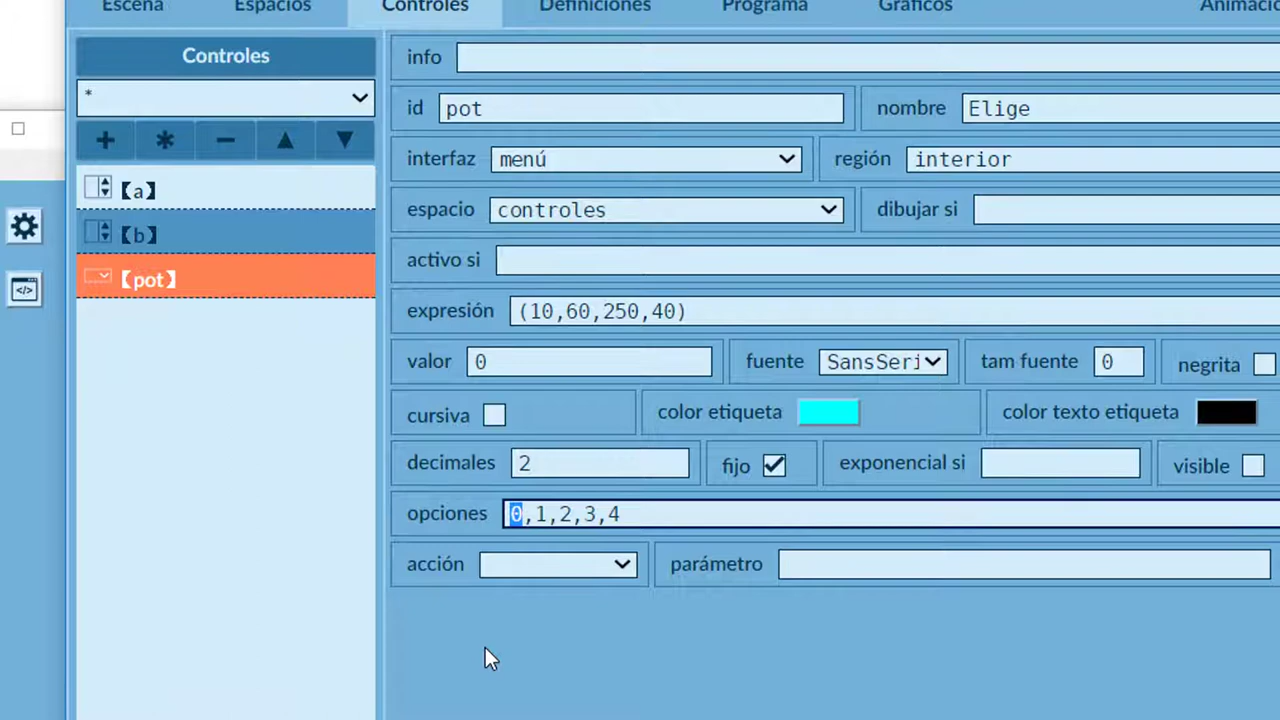 Escena Espacios Controles Definiciones Programa Gráficos Animació
Controles
*
【a】
【b】
【pot】
info
id pot nombre Elige
interfaz menú región interior
espacio controles dibujar si
activo si
expresión (10,60,250,40)
valor 0 fuente SansSeri tam fuente 0 negrita
cursiva color etiqueta color texto etiqueta
decimales 2 fijo exponencial si visible
opciones 0,1,2,3,4
acción parámetro